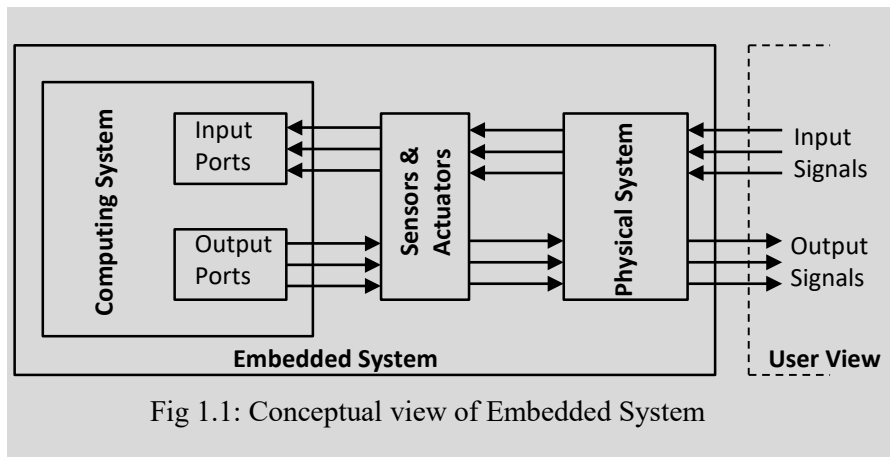 Computing System
Input
Ports
Output
Ports
Sensors &
Actuators
Physical System
Input
Signals
Output
Signals
Embedded System
User View
Fig 1.1: Conceptual view of Embedded System